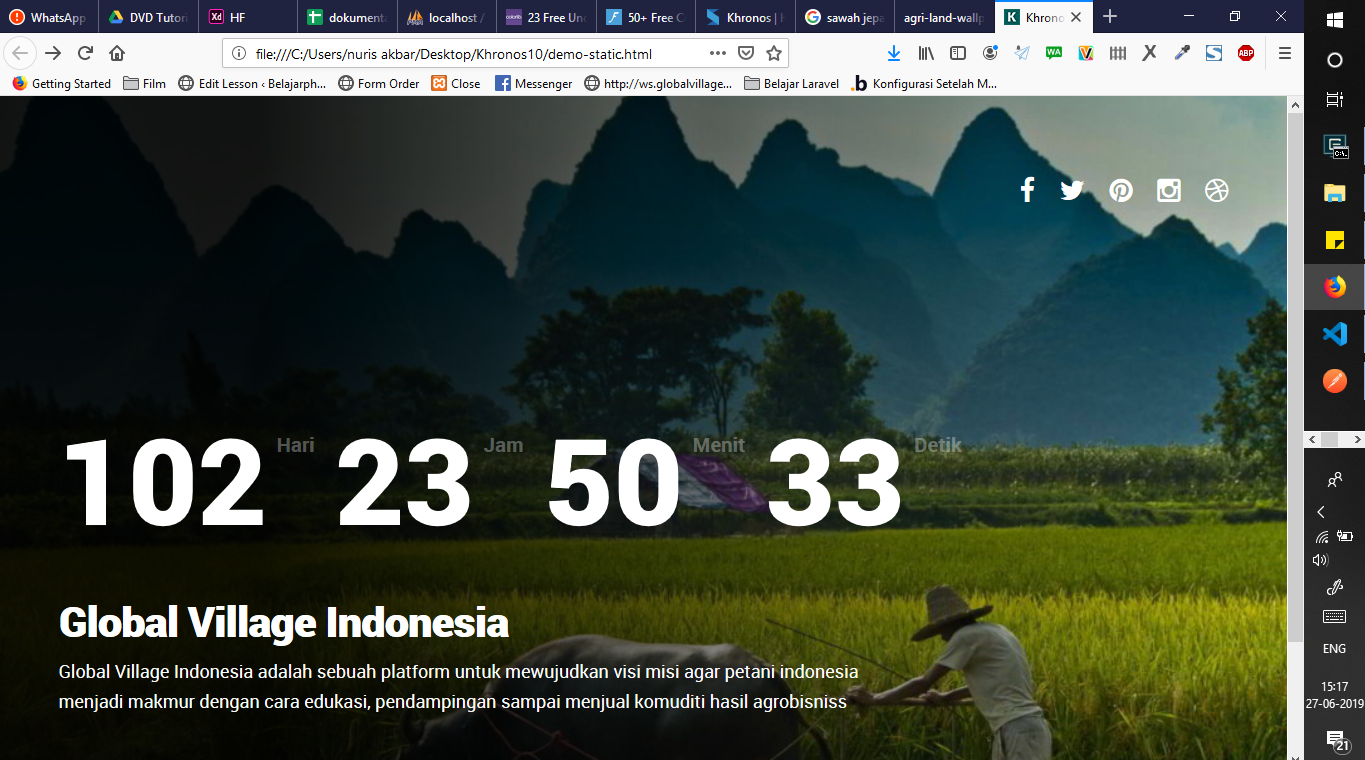 WhatsApp
DVD Tutori
Xd HF
dokument
localhost /
23 Free Un
50+ Free C
Khronos | H
sawah jepa
agri-land-wallp
K Khrono
file:///C:/Users/nuris akbar/Desktop/Khronos10/demo-static.html
WA
ABP
Getting Started
Film
Edit Lesson ‹ Belajarph...
Form Order
Close
Messenger
http://ws.globalvillage...
Belajar Laravel
Konfigurasi Setelah M...
102 Hari 23 Jam 50 Menit 33 Detik
Global Village Indonesia
Global Village Indonesia adalah sebuah platform untuk mewujudkan visi misi agar petani indonesia
menjadi makmur dengan cara edukasi, pendampingan sampai menjual komuditi hasil agrobisniss
ENG
15:17
27-06-2019
21